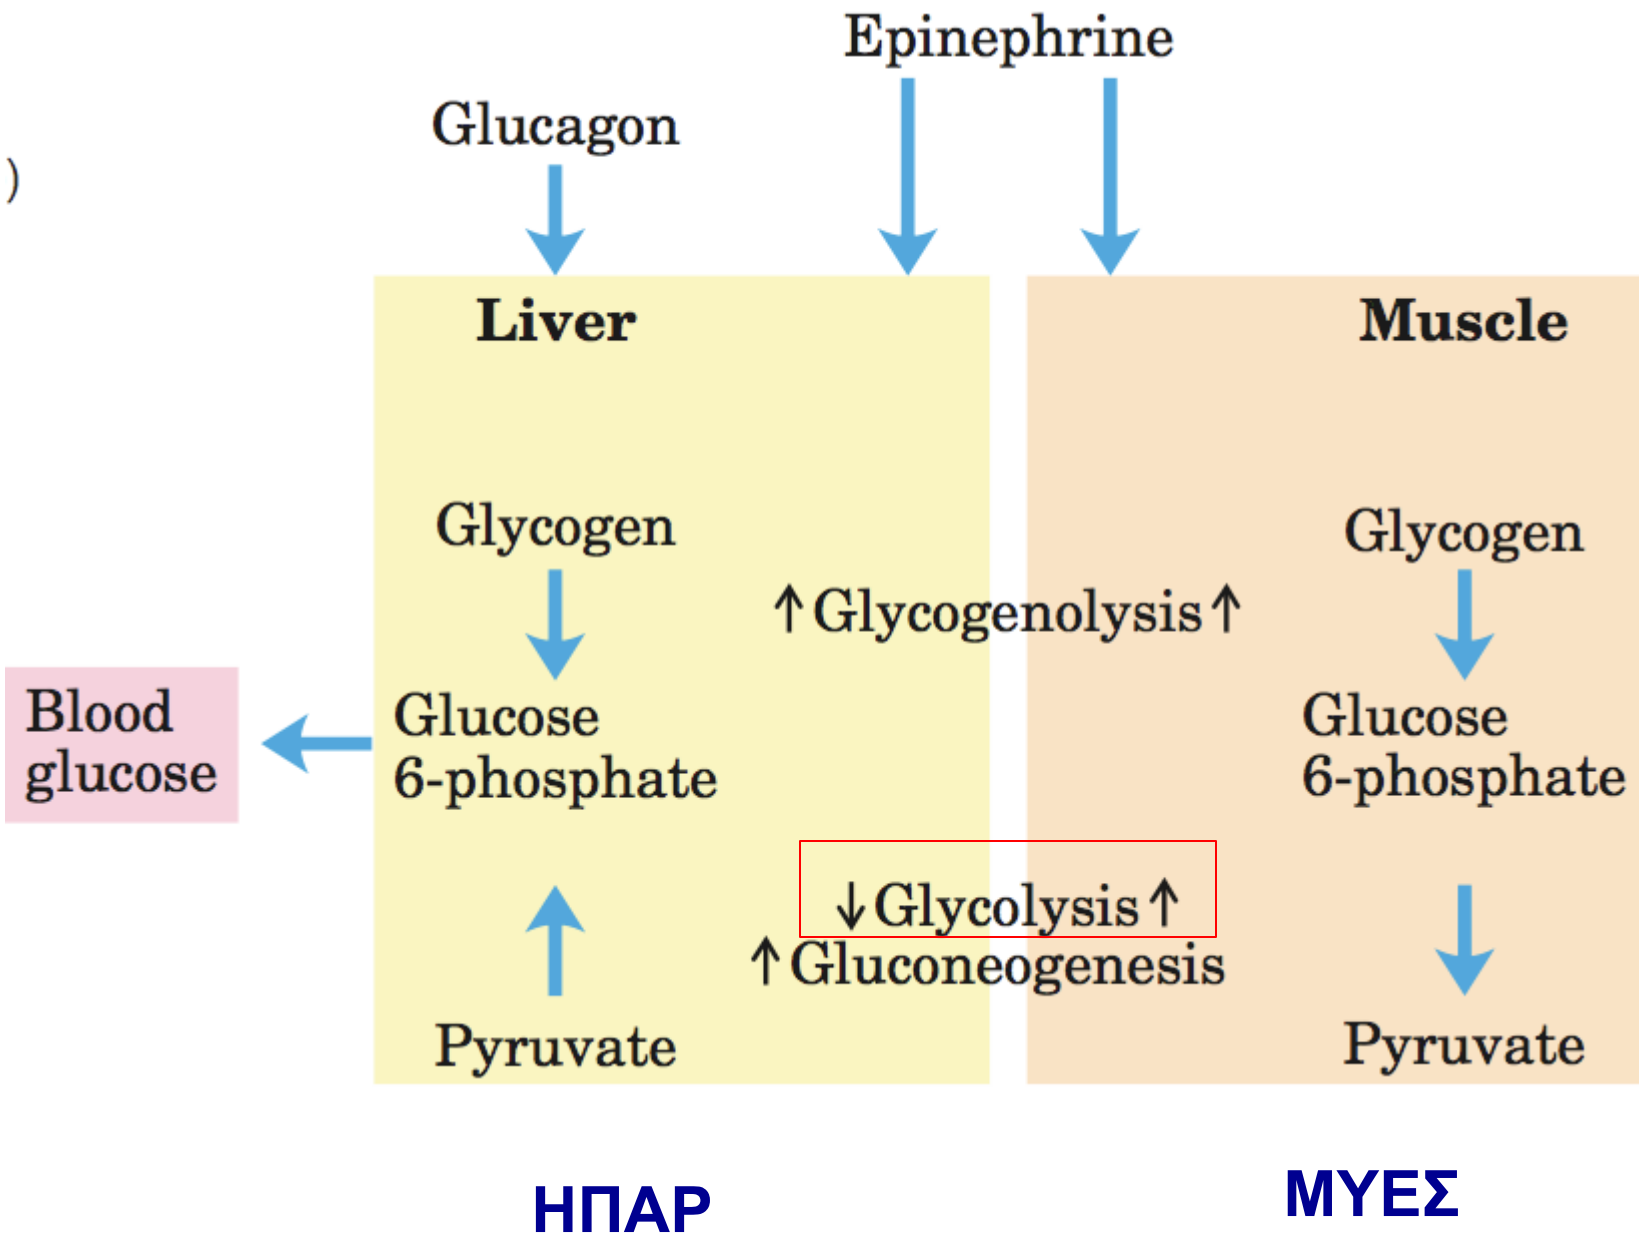 Epinephrine
Glucagon
)
Liver
Muscle
Glycogen
Glycogen
↑Glycogenolysis↑
Blood
glucose
Glucose
6-phosphate
Glucose
6-phosphate
↓Glycolysis↑
↑Gluconeogenesis
Pyruvate
Pyruvate
ΗΠΑΡ
ΜΥΕΣ